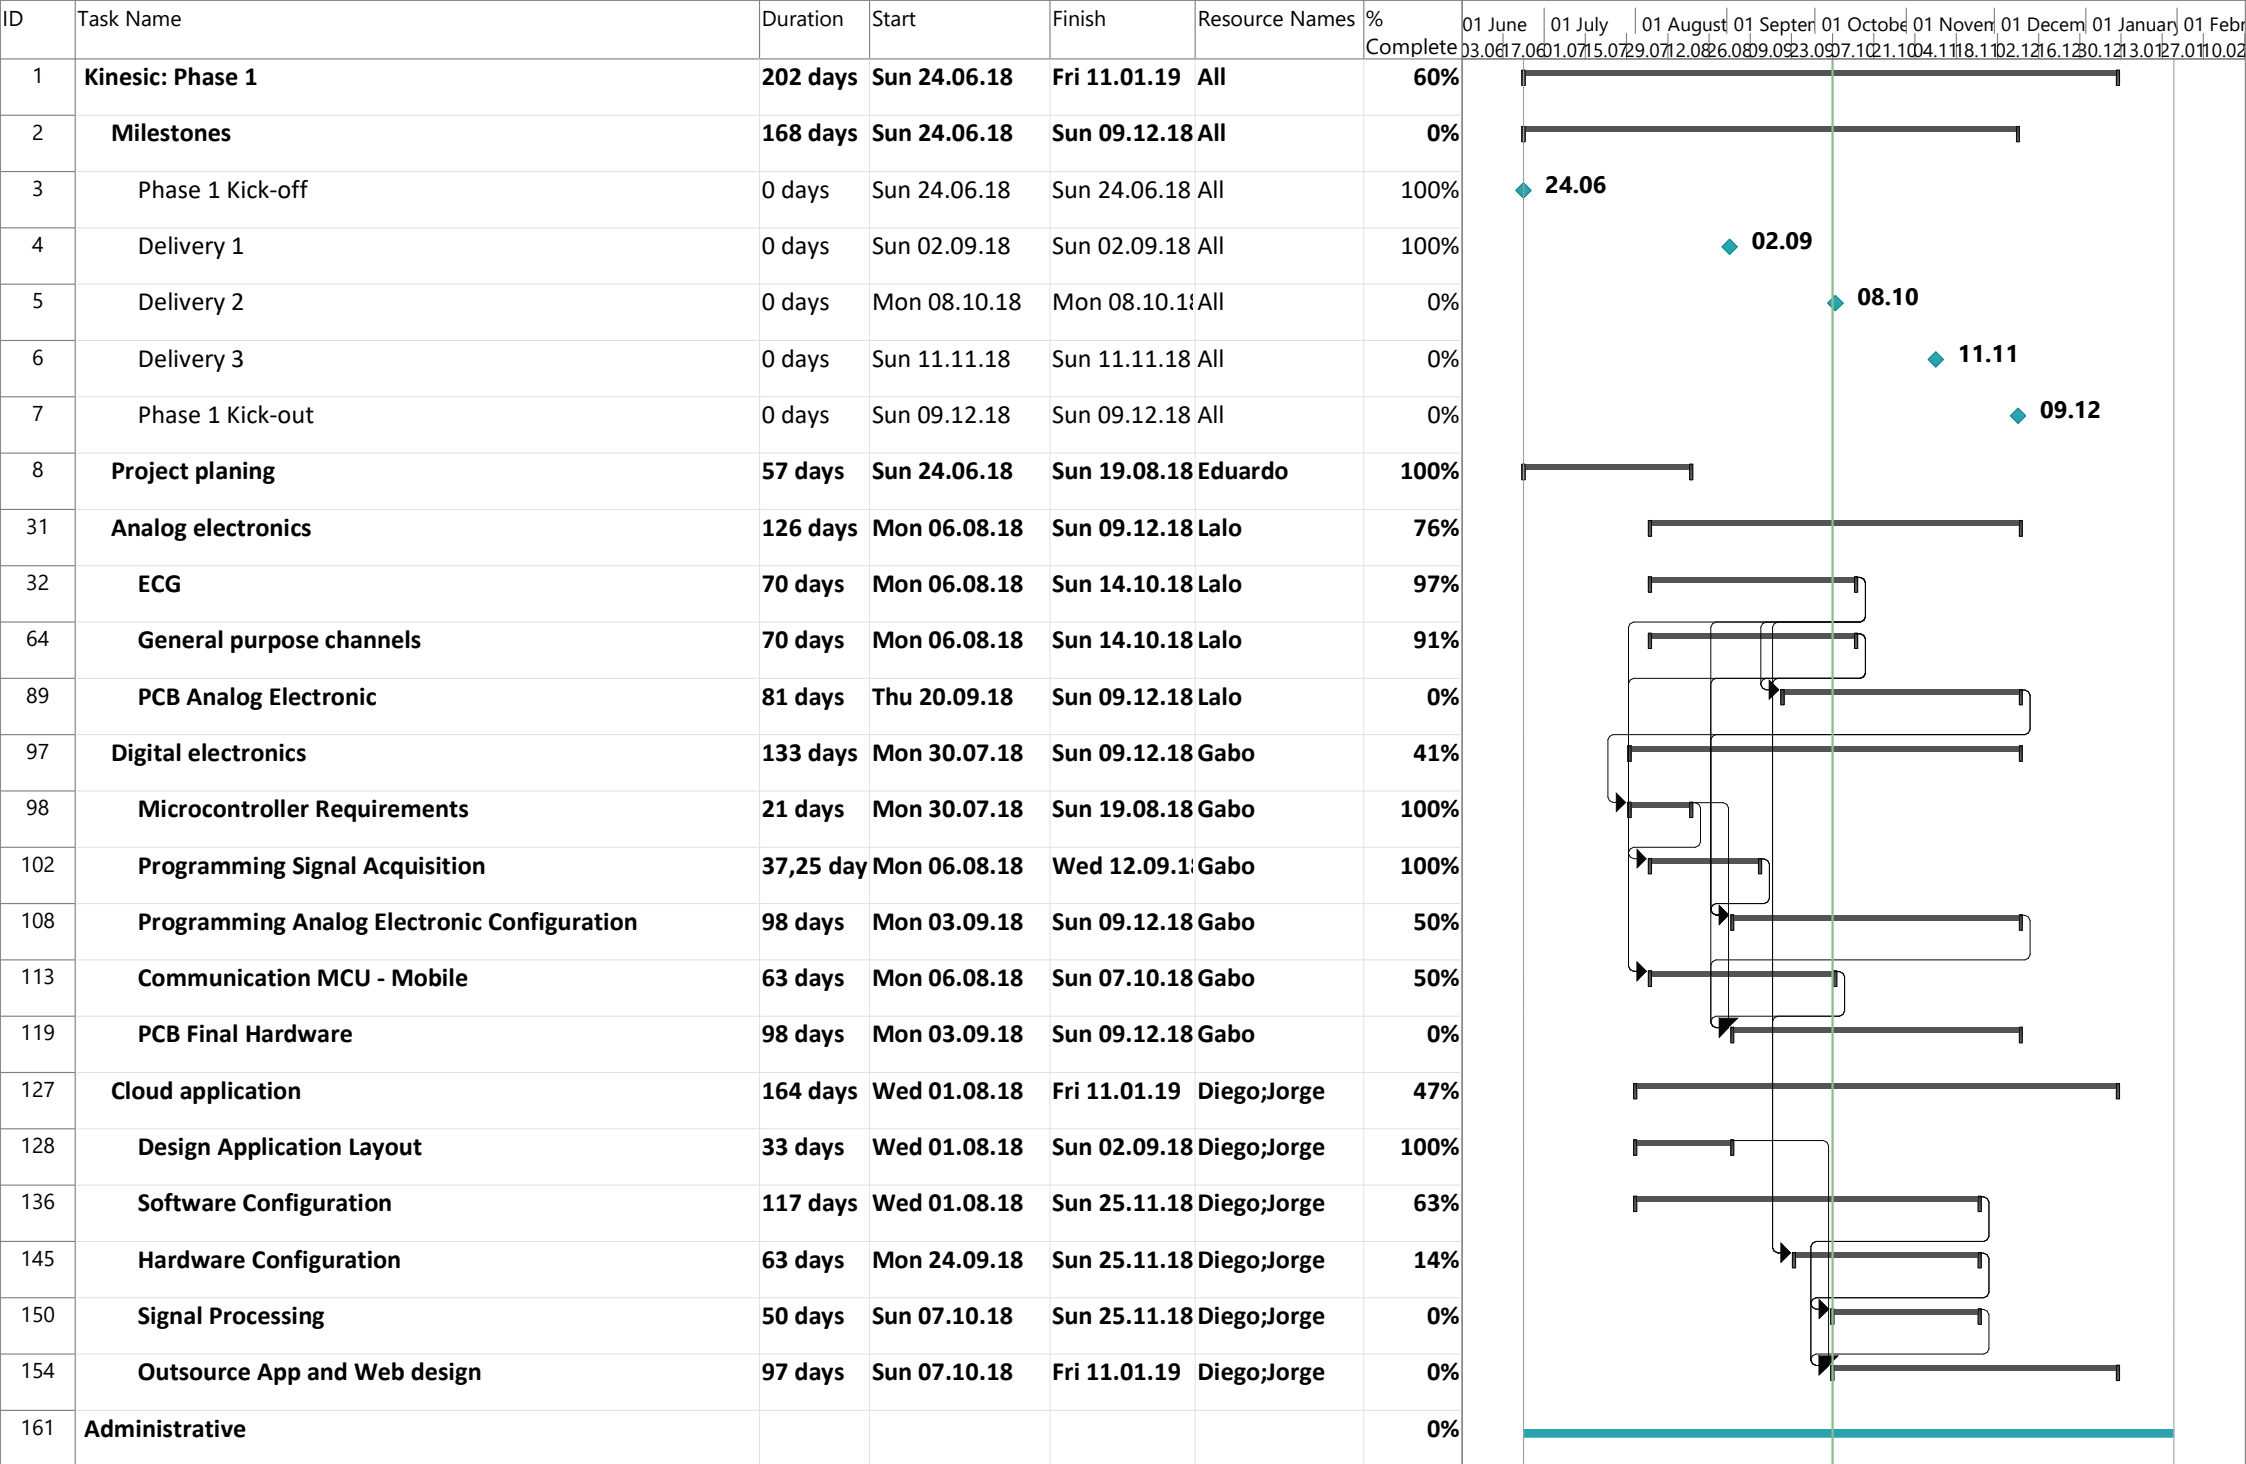 ID Task Name Duration Start Finish Resource Names % Complete
01 June 01 July 01 August 01 Septer 01 Octobe 01 Noven 01 Decem 01 January 01 Febr
03.06 17.06 01.07 15.07 29.07 12.08 26.08 09.09 23.09 07.10 21.10 04.11 18.11 02.12 16.12 30.12 13.01 27.01 10.02
1 Kinesic: Phase 1 202 days Sun 24.06.18 Fri 11.01.19 All 60%
2 Milestones 168 days Sun 24.06.18 Sun 09.12.18 All 0%
3 Phase 1 Kick-off 0 days Sun 24.06.18 Sun 24.06.18 All 100% 24.06
4 Delivery 1 0 days Sun 02.09.18 Sun 02.09.18 All 100% 02.09
5 Delivery 2 0 days Mon 08.10.18 Mon 08.10.18 All 0% 08.10
6 Delivery 3 0 days Sun 11.11.18 Sun 11.11.18 All 0% 11.11
7 Phase 1 Kick-out 0 days Sun 09.12.18 Sun 09.12.18 All 0% 09.12
8 Project planing 57 days Sun 24.06.18 Sun 19.08.18 Eduardo 100%
31 Analog electronics 126 days Mon 06.08.18 Sun 09.12.18 Lalo 76%
32 ECG 70 days Mon 06.08.18 Sun 14.10.18 Lalo 97%
64 General purpose channels 70 days Mon 06.08.18 Sun 14.10.18 Lalo 91%
89 PCB Analog Electronic 81 days Thu 20.09.18 Sun 09.12.18 Lalo 0%
97 Digital electronics 133 days Mon 30.07.18 Sun 09.12.18 Gabo 41%
98 Microcontroller Requirements 21 days Mon 30.07.18 Sun 19.08.18 Gabo 100%
102 Programming Signal Acquisition 37,25 day Mon 06.08.18 Wed 12.09.18 Gabo 100%
108 Programming Analog Electronic Configuration 98 days Mon 03.09.18 Sun 09.12.18 Gabo 50%
113 Communication MCU - Mobile 63 days Mon 06.08.18 Sun 07.10.18 Gabo 50%
119 PCB Final Hardware 98 days Mon 03.09.18 Sun 09.12.18 Gabo 0%
127 Cloud application 164 days Wed 01.08.18 Fri 11.01.19 Diego;Jorge 47%
128 Design Application Layout 33 days Wed 01.08.18 Sun 02.09.18 Diego;Jorge 100%
136 Software Configuration 117 days Wed 01.08.18 Sun 25.11.18 Diego;Jorge 63%
145 Hardware Configuration 63 days Mon 24.09.18 Sun 25.11.18 Diego;Jorge 14%
150 Signal Processing 50 days Sun 07.10.18 Sun 25.11.18 Diego;Jorge 0%
154 Outsource App and Web design 97 days Sun 07.10.18 Fri 11.01.19 Diego;Jorge 0%
161 Administrative 0%